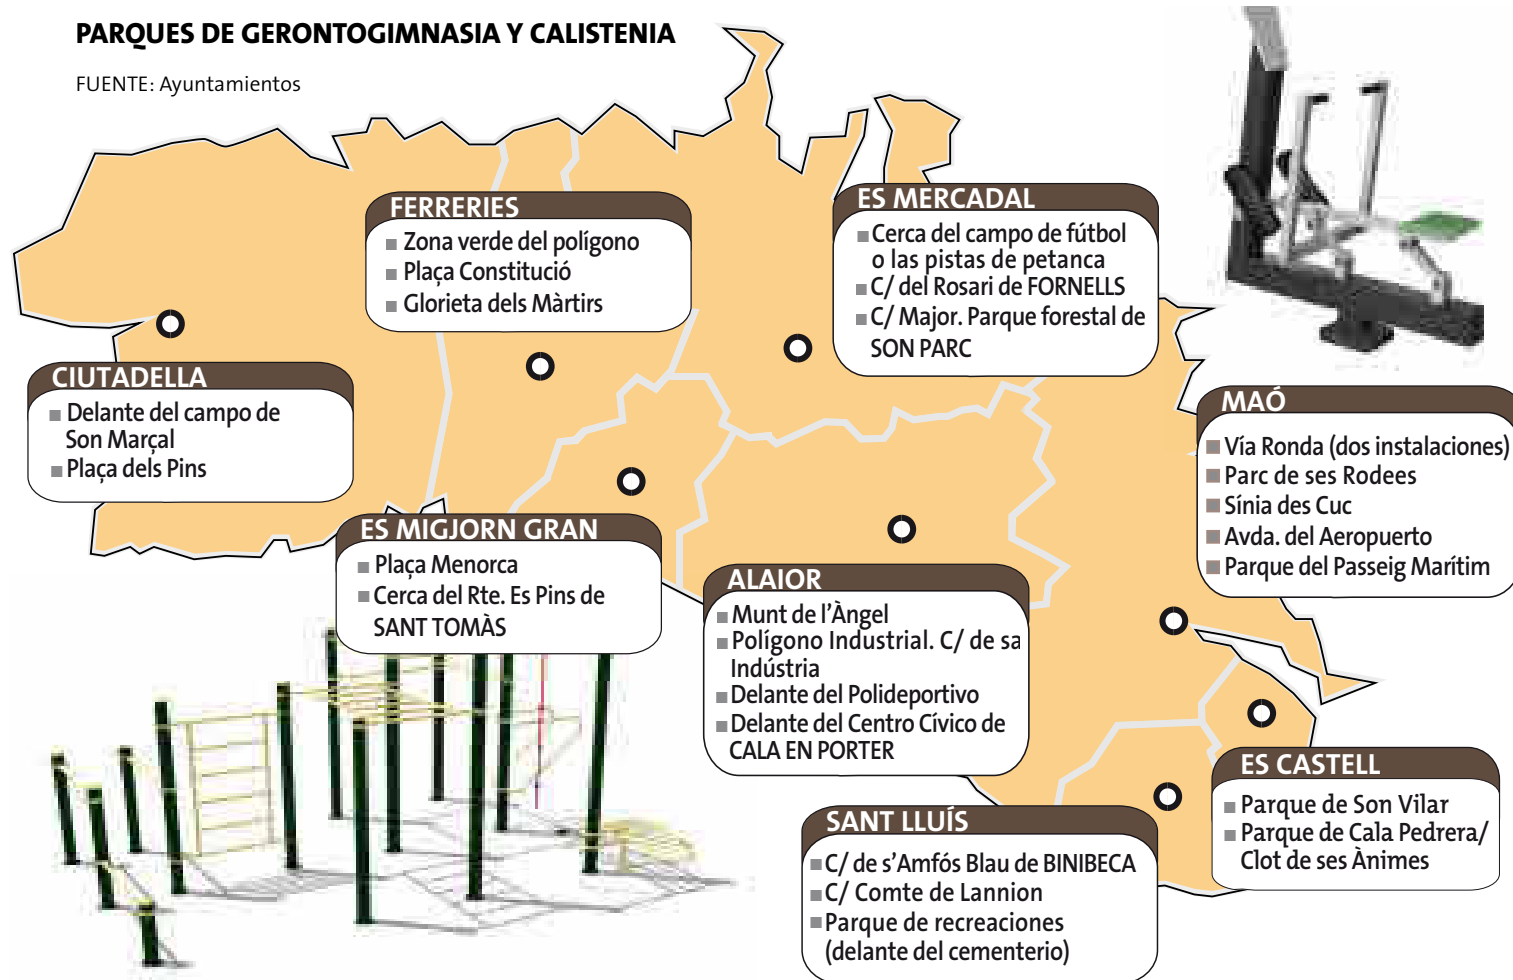 PARQUES DE GERONTOGIMNASIA Y CALISTENIA
FUENTE: Ayuntamientos
FERRERIES
Zona verde del polígono
Plaça Constitució
Glorieta dels Màrtirs
ES MERCADAL
Cerca del campo de fútbol
o las pistas de petanca
C/ del Rosari de FORNELLS
C/ Major. Parque forestal de
SON PARC
CIUTADELLA
Delante del campo de
Son Marçal
Plaça dels Pins
MAÓ
Vía Ronda (dos instalaciones)
Parc de ses Rodees
Sínia des Cuc
Avda. del Aeropuerto
Parque del Passeig Marítim
ES MIGJORN GRAN
Plaça Menorca
Cerca del Rte. Es Pins de
SANT TOMÀS
ALAIOR
Munt de l'Àngel
Polígono Industrial. C/ de sa
Indústria
Delante del Polideportivo
Delante del Centro Cívico de
CALA EN PORTER
ES CASTELL
Parque de Son Vilar
Parque de Cala Pedrera/
Clot de ses Ànimes
SANT LLUÍS
C/ de s'Amfós Blau de BINIBECA
C/ Comte de Lannion
Parque de recreaciones
(delante del cementerio)